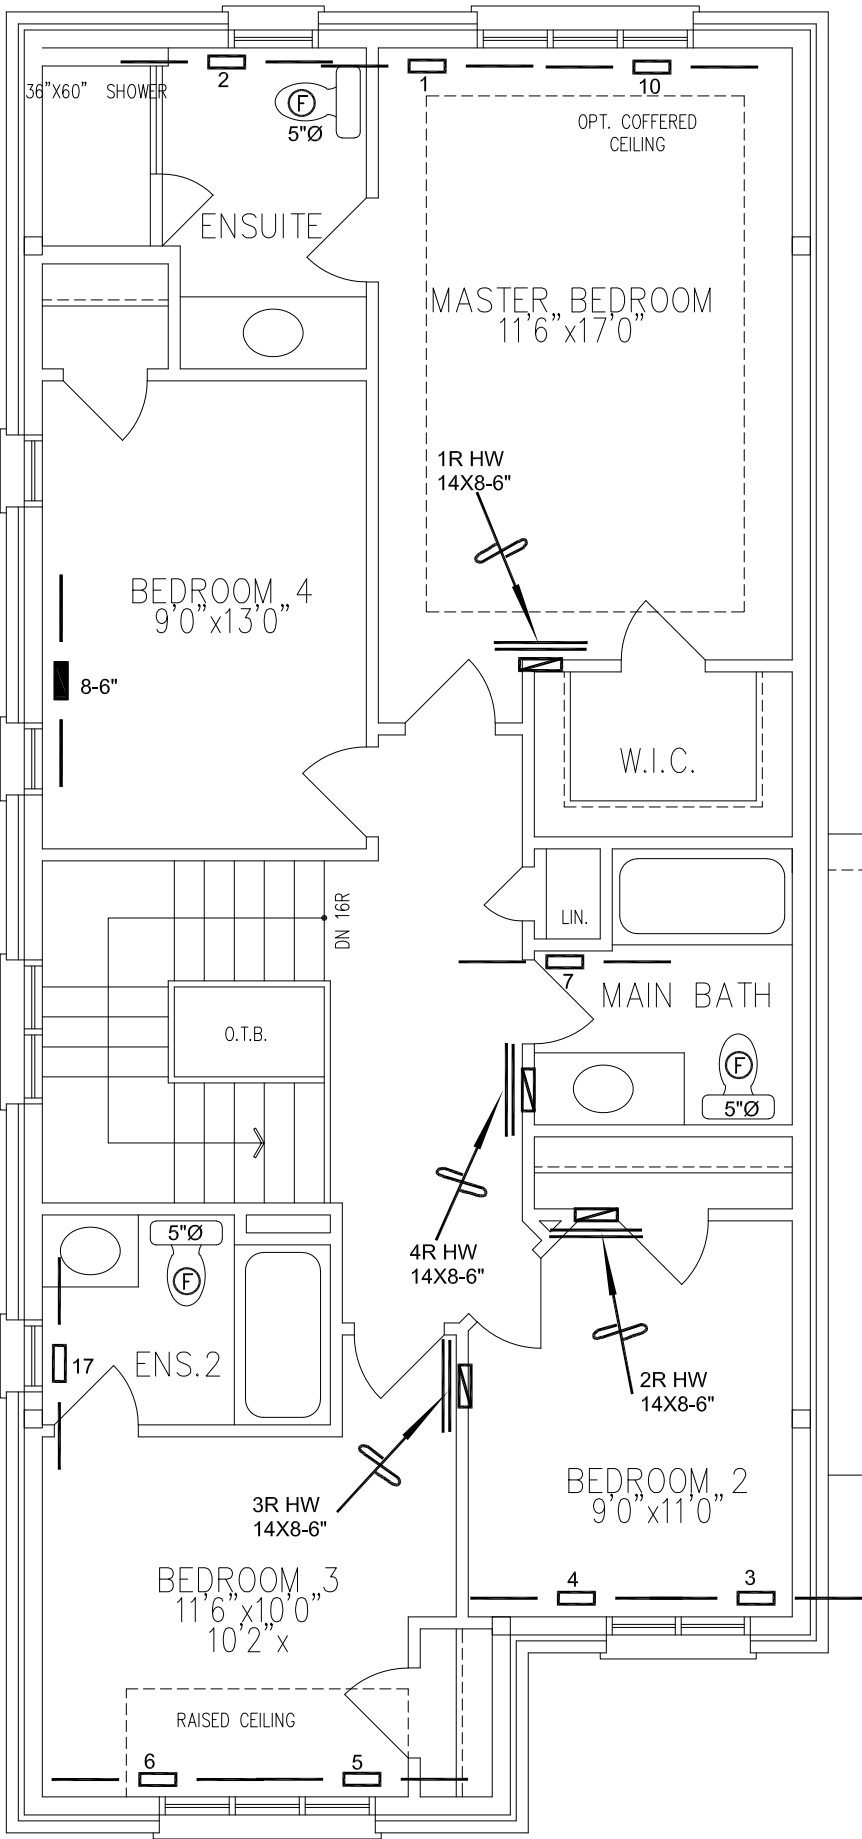 2
1
10
36"X60" SHOWER
F
5"Ø
OPT. COFFERED
CEILING
ENSUITE
MASTER BEDROOM
11'6"x17'0"
1R HW
14X8-6"
BEDROOM 4
9'0"x13'0"
8-6"
W.I.C.
DN 16R
LIN.
7
MAIN BATH
O.T.B.
F
5"Ø
5"Ø
F
4R HW
14X8-6"
ENS.2
17
2R HW
14X8-6"
BEDROOM 2
9'0"x11'0"
3R HW
14X8-6"
BEDROOM 3
11'6"x10'0"
10'2"x
4
3
RAISED CEILING
6
5